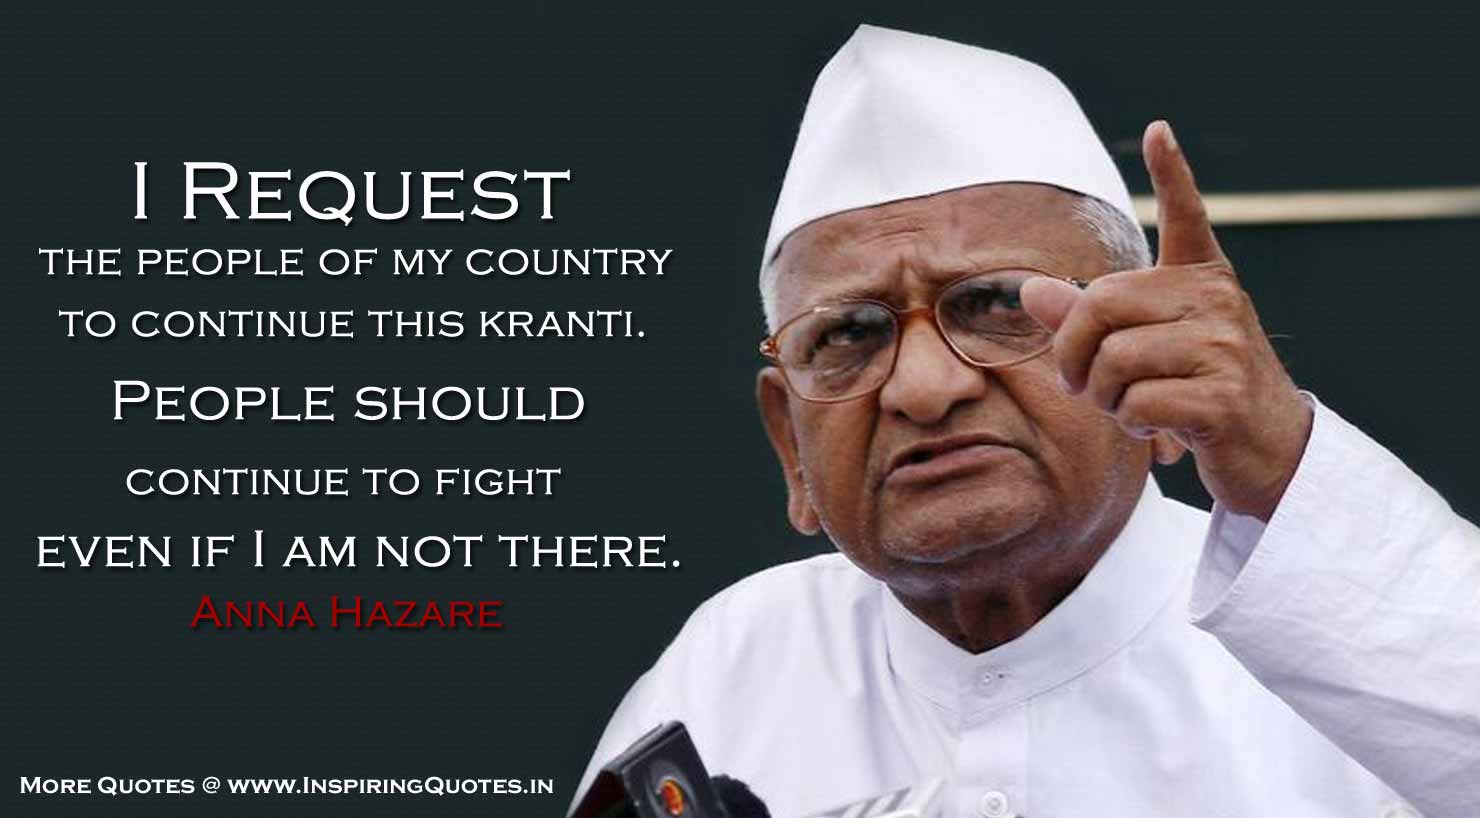 I Request
the people of my country
to continue this kranti.
People should
continue to fight
even if I am not there.
Anna Hazare
More Quotes @ www.InspiringQuotes.in